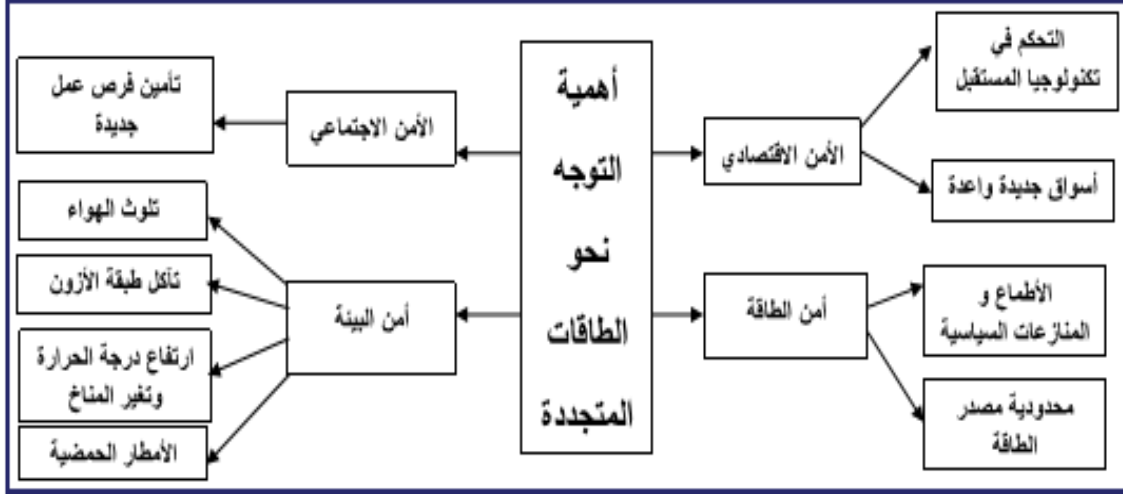 أهمية
التوجه
نحو
الطاقات
المتجددة
الأمن الاقتصادي
التحكم في
تكنولوجيا المستقبل
أسواق جديدة واعدة
أمن الطاقة
الأطماع و
المنازعات السياسية
محدودية مصدر
الطاقة
الأمن الاجتماعي
تأمين فرص عمل
جديدة
أمن البيئة
تلوث الهواء
تآكل طبقة الأزون
ارتفاع درجة الحرارة
وتغير المناخ
الأمطار الحمضية